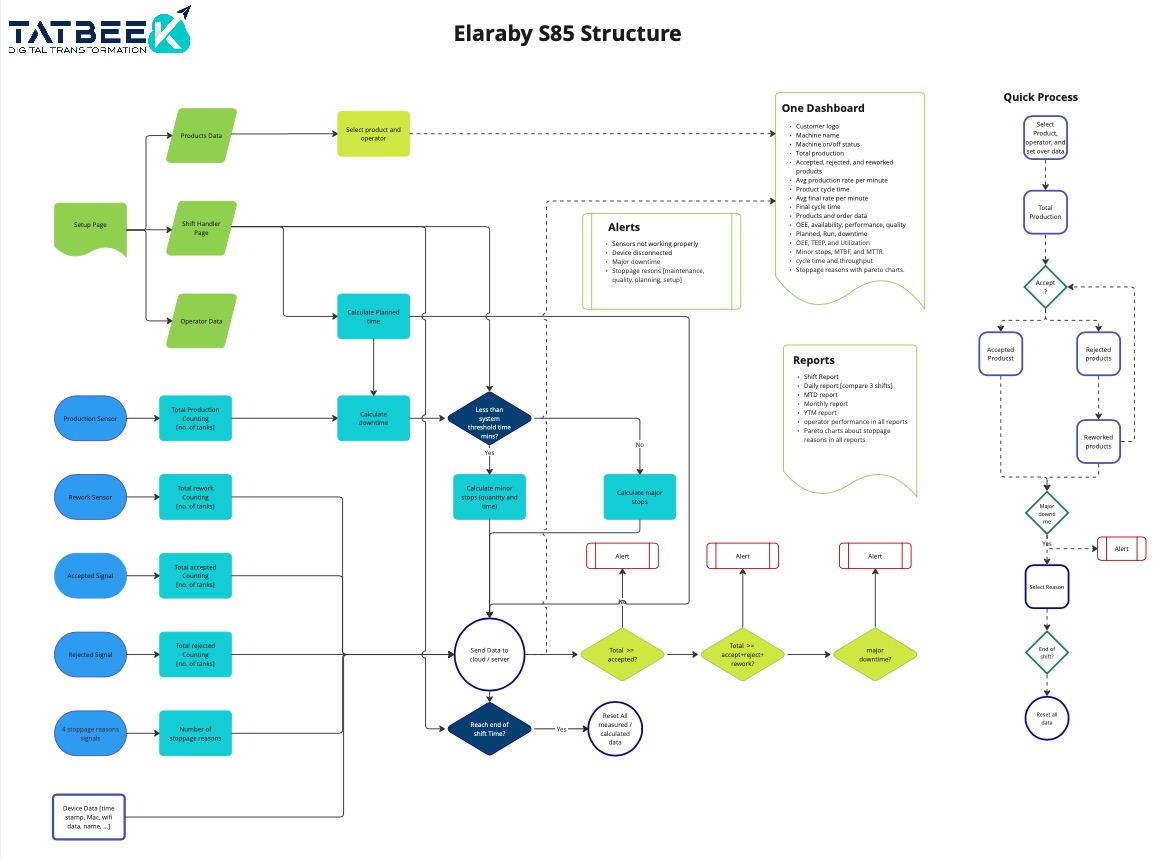 TATBEEK
DIGITAL TRANSFORMATION
Elaraby S85 Structure
Products Data
Select product and
operator
Setup Page
Shift Handler
Page
Operator Data
Calculate Planned
time
Production Sensor
Total Production
Counting
[no. of tanks]
Calculate
downtime
Less than
system
threshold time
mins?
Yes
No
Rework Sensor
Total rework
Counting
[no. of tanks]
Calculate minor
stops (quantity and
time)
Calculate major
stops
Accepted Signal
Total accepted
Counting
[no. of tanks]
Rejected Signal
Total rejected
Counting
[no. of tanks]
Send Data to
cloud / server
Total >=
accepted?
Total >=
accept+reject+
rework?
major
downtime?
Alert
Alert
Alert
4 stoppage reasons
signals
Number of
stoppage reasons
Reach end of
shift Time?
Yes
Reset All
measured /
calculated
data
Device Data [time
stamp, Mac, wifi
data, name, ...]
Alerts
• Sensors not working properly
• Device disconnected
• Major downtime
• Stoppage resons [maintenance,
quality, planning, setup]
One Dashboard
• Customer logo
• Machine name
• Machine on/off status
• Total production
• Accepted, rejected, and reworked
products
• Avg production rate per minute
• Product cycle time
• Avg final rate per minute
• Final cycle time
• Products and order data
• OEE, availability, performance, quality
• Planned, Run, downtime
• OEE, TEEP, and Utilization
• Minor stops, MTBF, and MTTR
• cycle time and throughput
• Stoppage reasons with pareto charts.
Reports
• Shift Report
• Daily report [compare 3 shifts]
• MTD report
• Monthly report
• YTM report
• operator performance in all reports
• Pareto charts about stoppage
reasons in all reports
Quick Process
Select
Product,
operator, and
set over data
Total
Production
Accept
?
Accepted
Producst
Rejected
products
Reworked
products
Major
downti
me
Yes
Alert
Select Reason
End of
shift?
Reset all
data